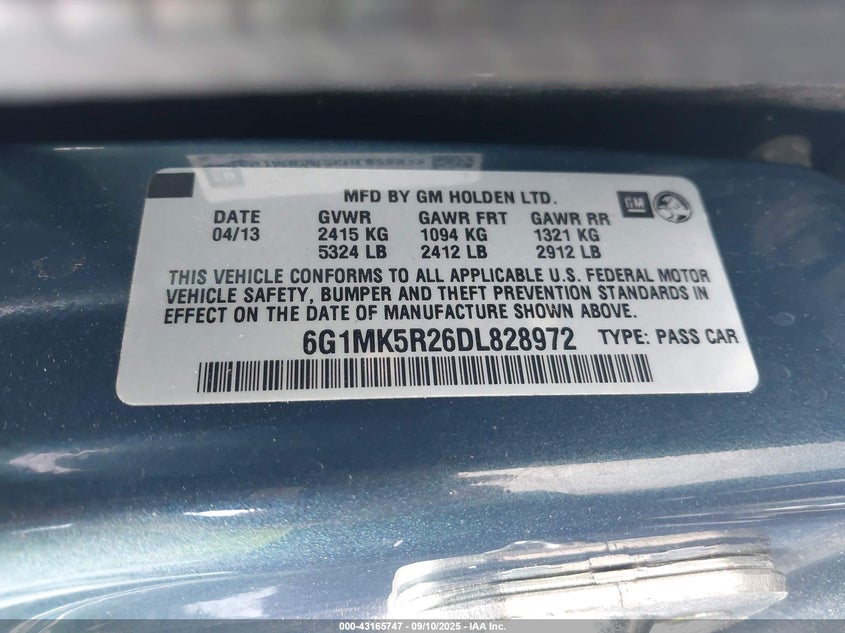 MFD BY GM HOLDEN LTD.
GM
DATE GVWR GAWR FRT GAWR RR
04/13 2415 KG 1094 KG 1321 KG
5324 LB 2412 LB 2912 LB
THIS VEHICLE CONFORMS TO ALL APPLICABLE U.S. FEDERAL MOTOR
VEHICLE SAFETY, BUMPER AND THEFT PREVENTION STANDARDS IN
EFFECT ON THE DATE OF MANUFACTURE SHOWN ABOVE.
6G1MK5R26DL828972 TYPE: PASS CAR
000-43165747 - 09/10/2025 - IAA Inc.